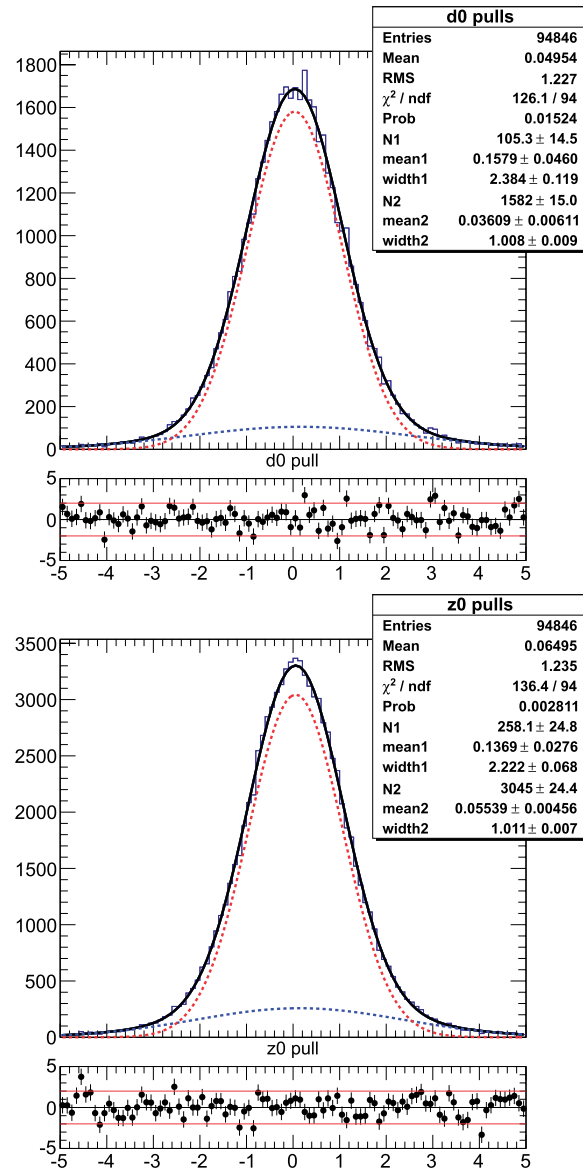 d0 pulls
Entries 94846
Mean 0.04954
RMS 1.227
χ² / ndf 126.1 / 94
Prob 0.01524
N1 105.3 ± 14.5
mean1 0.1579 ± 0.0460
width1 2.384 ± 0.119
N2 1582 ± 15.0
mean2 0.03609 ± 0.00611
width2 1.008 ± 0.009
1800
1600
1400
1200
1000
800
600
400
200
0
d0 pull
5
0
-5
-5 -4 -3 -2 -1 0 1 2 3 4 5
z0 pulls
Entries 94846
Mean 0.06495
RMS 1.235
χ² / ndf 136.4 / 94
Prob 0.002811
N1 258.1 ± 24.8
mean1 0.1369 ± 0.0276
width1 2.222 ± 0.068
N2 3045 ± 24.4
mean2 0.05539 ± 0.00456
width2 1.011 ± 0.007
3500
3000
2500
2000
1500
1000
500
0
z0 pull
5
0
-5
-5 -4 -3 -2 -1 0 1 2 3 4 5